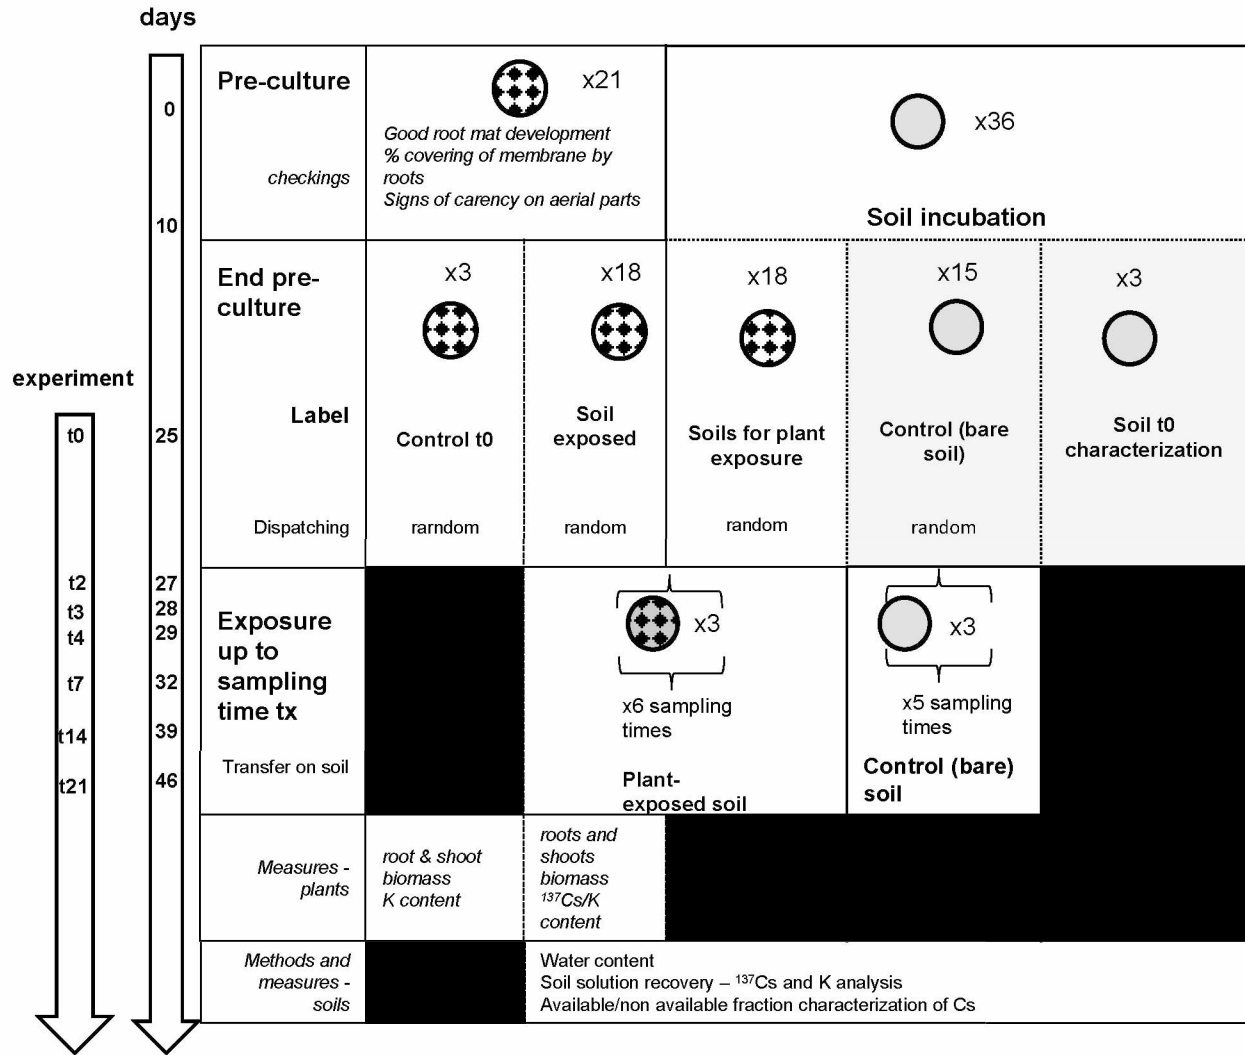 days
Pre-culture
x21
0
x36
Good root mat development
% covering of membrane by
roots
Signs of carency on aerial parts
checkings
10
Soil incubation
End pre-
culture
x3
x18
x18
x15
x3
experiment
t0
25
Label
Control t0
Soil
exposed
Soils for plant
exposure
Control (bare
soil)
Soil t0
characterization
Dispatching
rarndom
random
random
random
t2
27
t3
28
t4
29
t7
32
t14
39
t21
46
Exposure
up to
sampling
time tx
Transfer on soil
x3
x6 sampling
times
Plant-
exposed soil
x3
x5 sampling
times
Control (bare)
soil
Measures -
plants
root & shoot
biomass
K content
roots and
shoots
biomass
¹³⁷Cs/K
content
Methods and
measures -
soils
Water content
Soil solution recovery – ¹³⁷Cs and K analysis
Available/non available fraction characterization of Cs